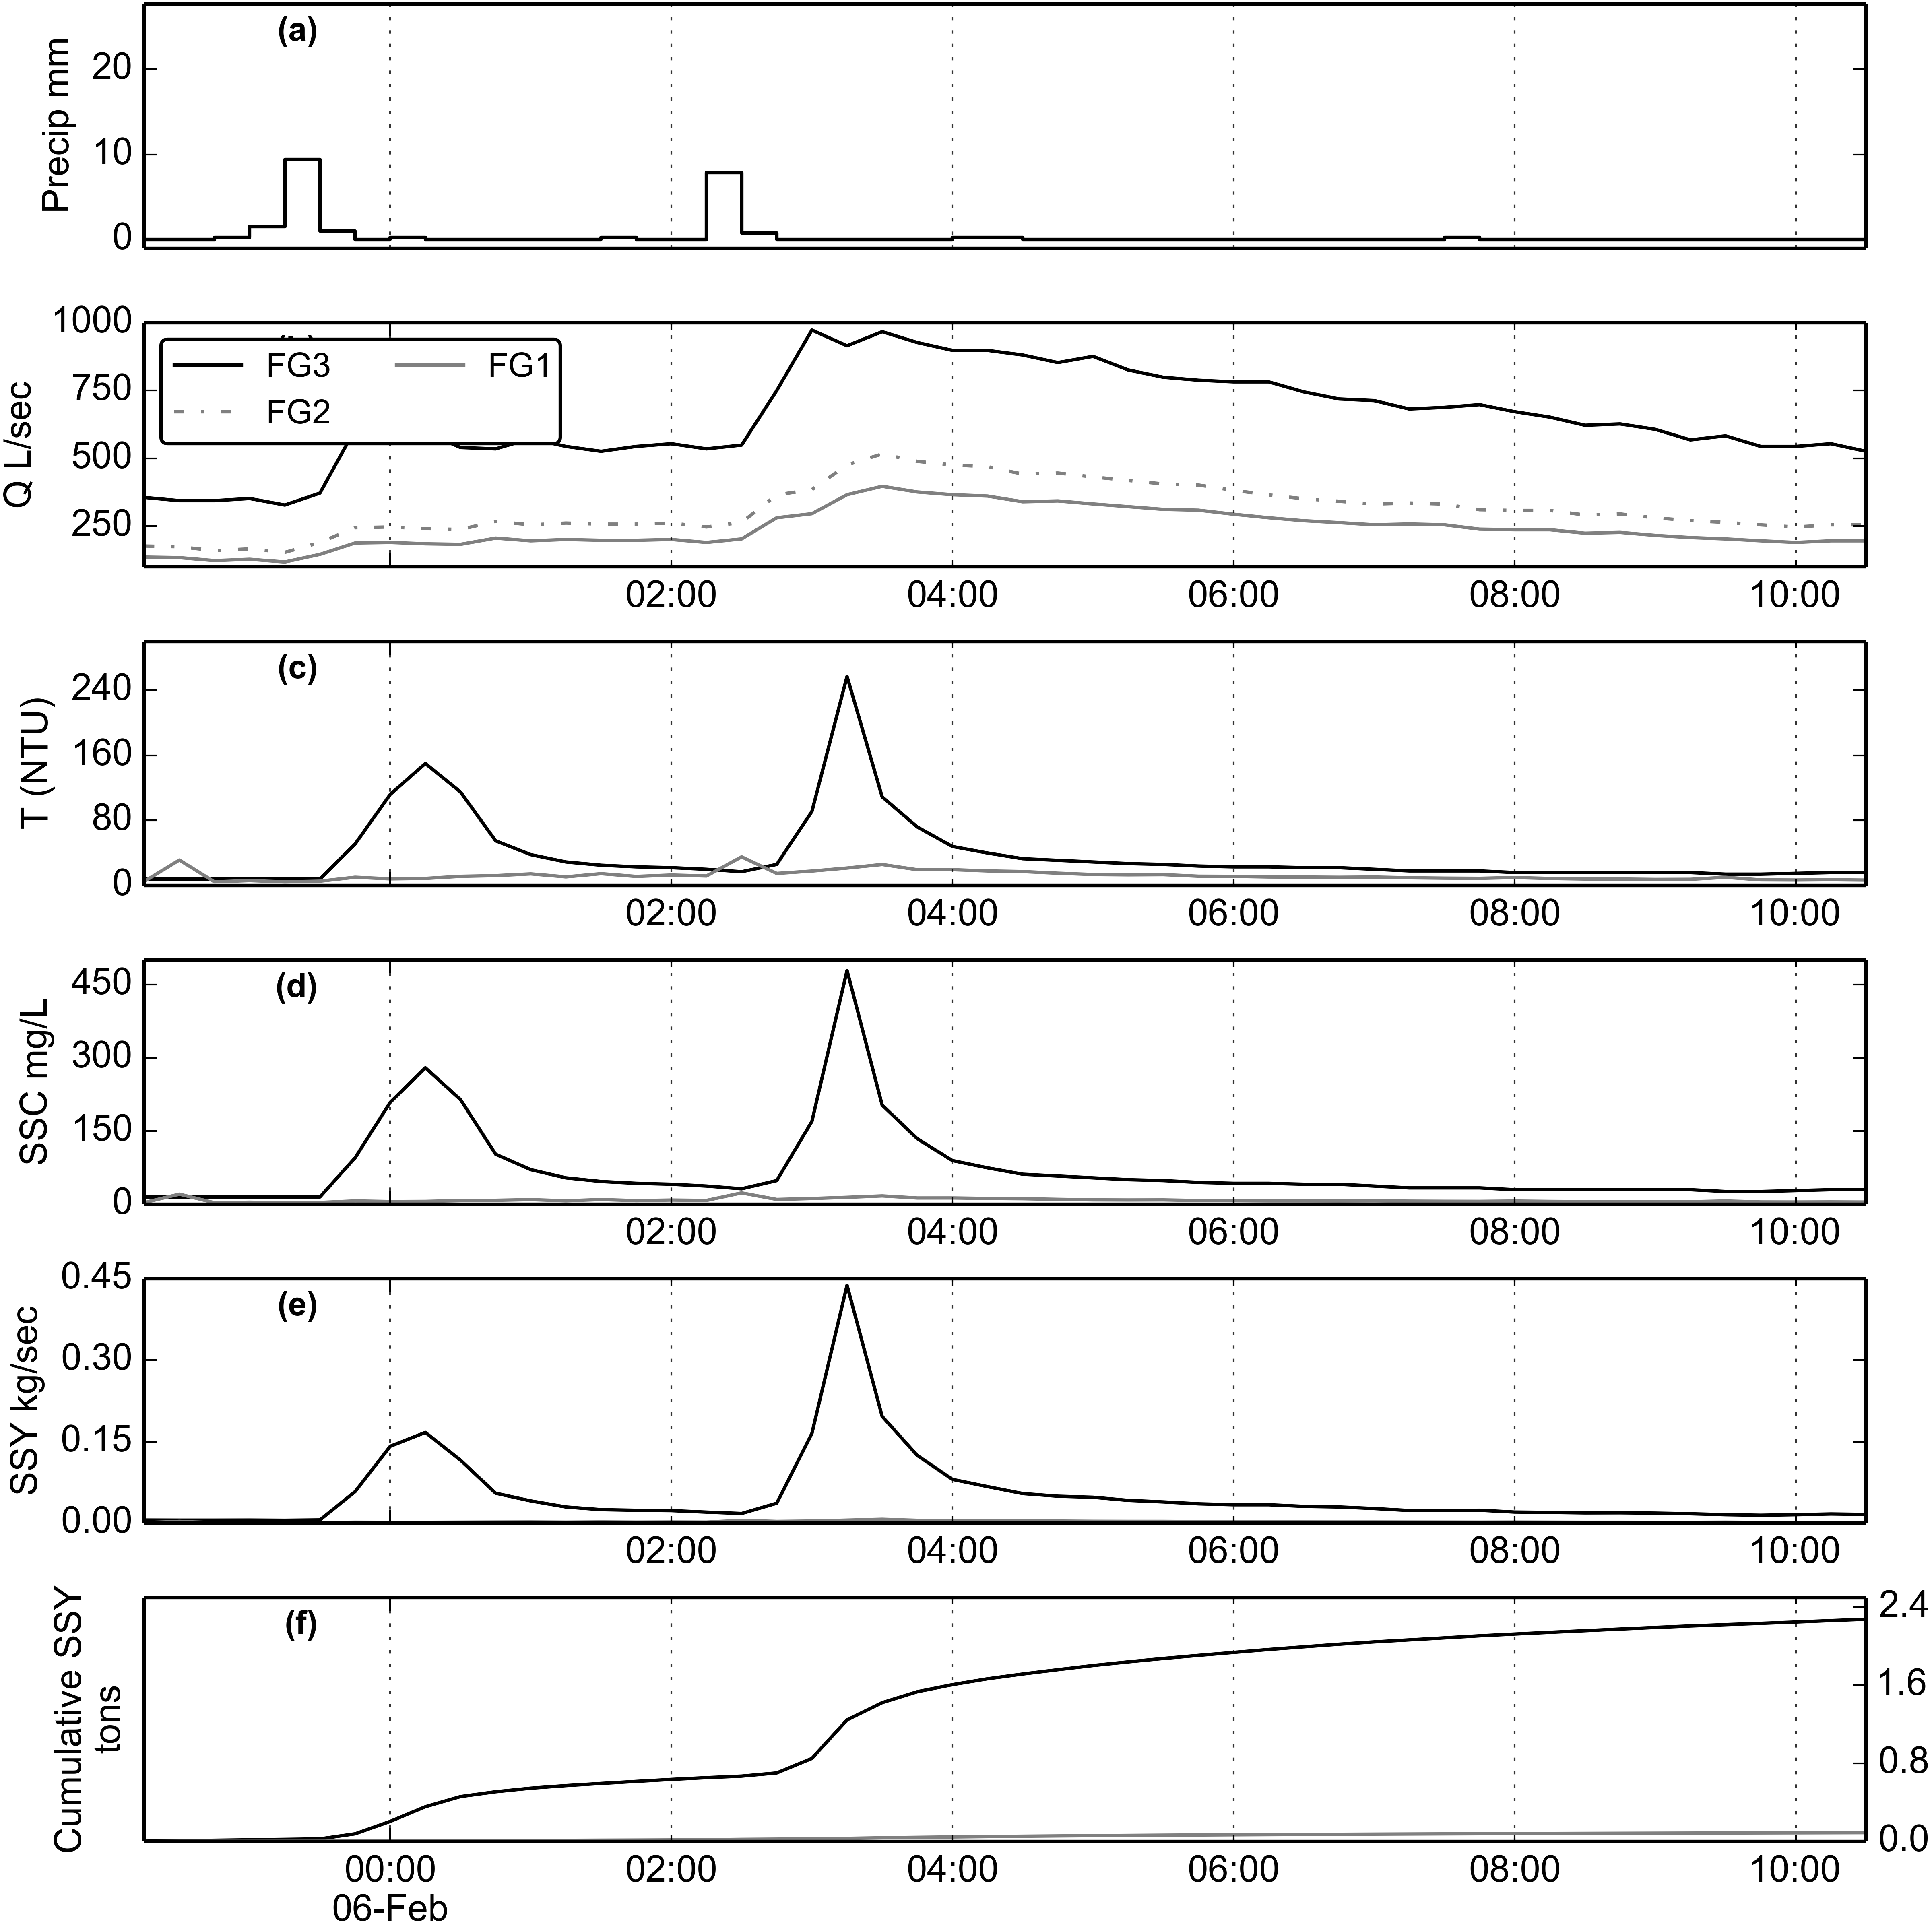 (a)
Precip mm
20
10
0
1000
750
500
250
Q L/sec
FG3 FG1
FG2
02:00 04:00 06:00 08:00 10:00
(c)
T (NTU)
240
160
80
0
02:00 04:00 06:00 08:00 10:00
(d)
SSC mg/L
450
300
150
0
02:00 04:00 06:00 08:00 10:00
(e)
SSY kg/sec
0.45
0.30
0.15
0.00
02:00 04:00 06:00 08:00 10:00
(f)
Cumulative SSY
tons
2.4
1.6
0.8
0.0
00:00 02:00 04:00 06:00 08:00 10:00
06-Feb